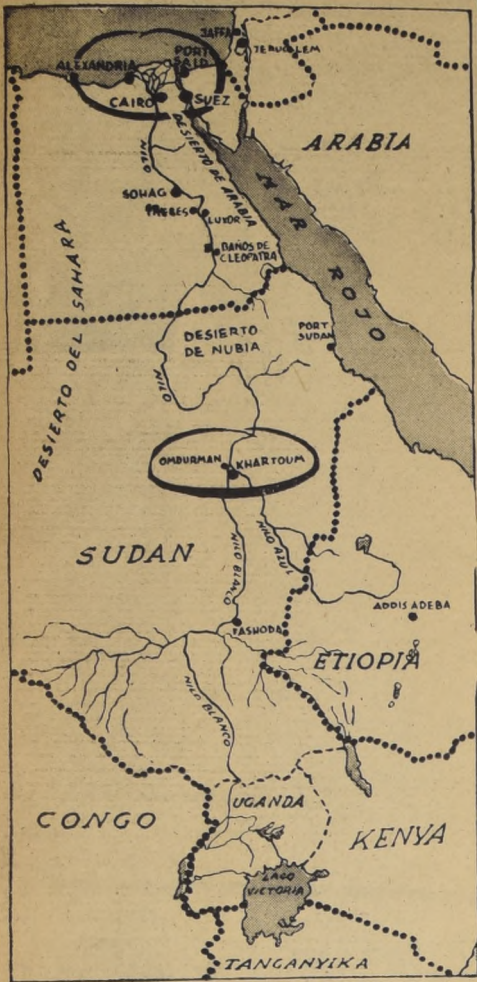 JAFFA
JERUSALEM
ALEXANDRIA
PORT
SAID
CAIRO
SUEZ
ARABIA
NILO
DESIERTO DE ARABIA
MAR ROJO
SOHAG
THEBES
LUXOR
BAÑOS DE
CLEOPATRA
DESIERTO DEL SAHARA
DESIERTO
DE NUBIA
PORT
SUDAN
NILO
OMDURMAN
KHARTOUM
SUDAN
NILO BLANCO
NILO AZUL
ADDIS ADEBA
FASHODA
ETIOPIA
NILO BLANCO
UGANDA
CONGO
KENYA
LAGO
VICTORIA
TANGANYIKA